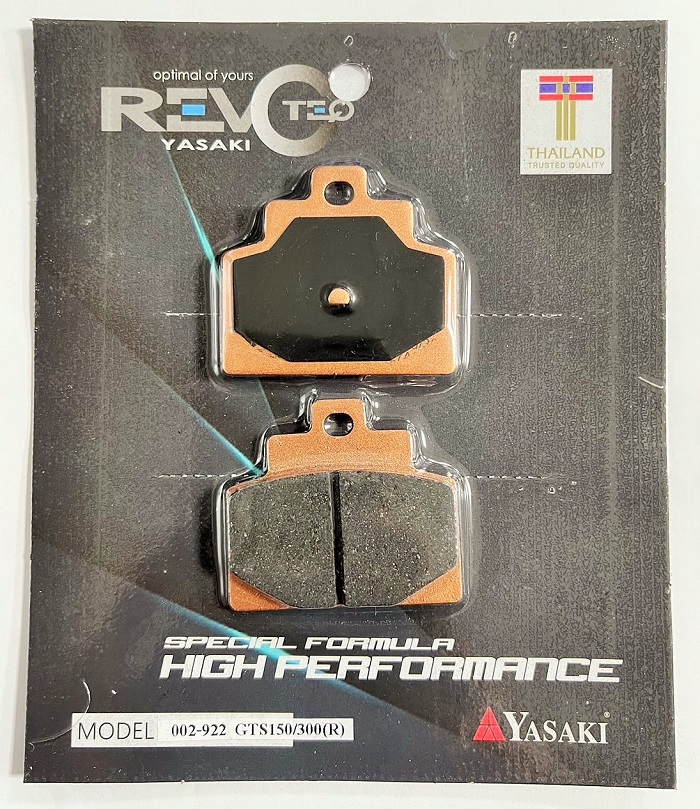 optimal of yours
REVO TEQ
YASAKI
THAILAND
TRUSTED QUALITY
SPECIAL FORMULA
HIGH PERFORMANCE
MODEL 002-922 GTS150/300(R)
YASAKI®